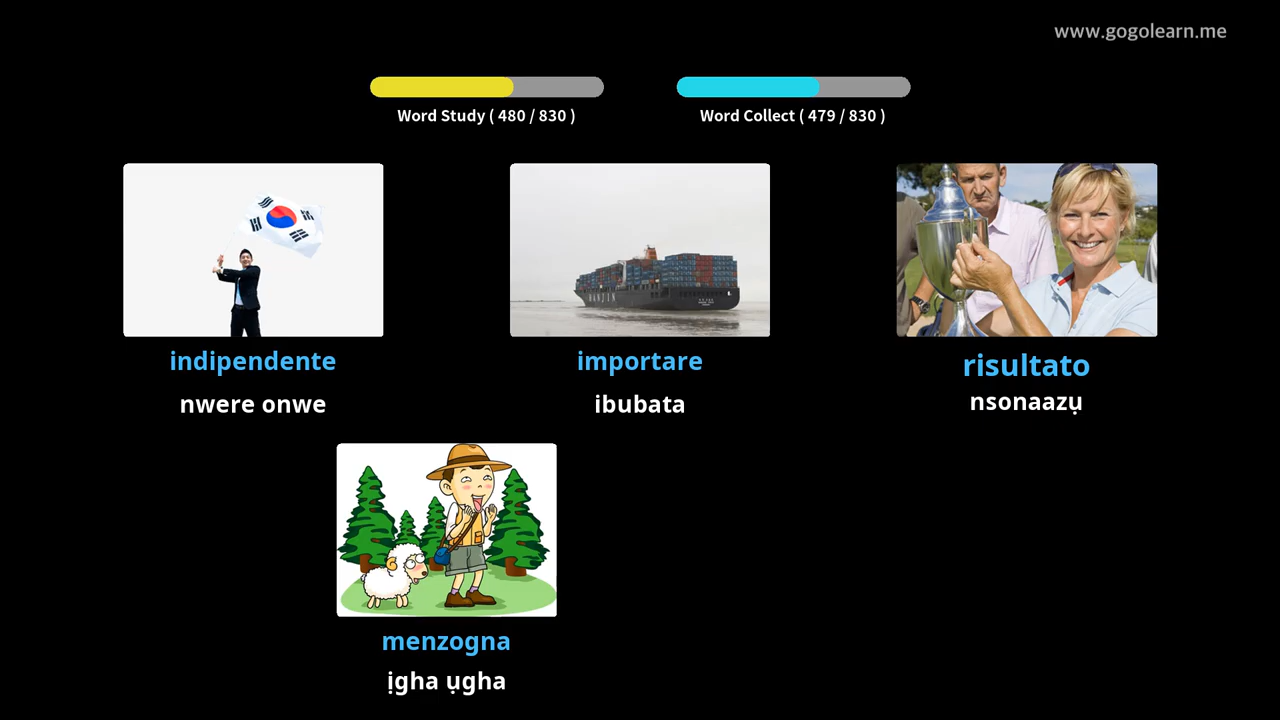 www.gogolearn.me
Word Study ( 480 / 830 )
Word Collect ( 479 / 830 )
HANJIN
indipendente
importare
risultato
nwere onwe
ibubata
nsonaazụ
menzogna
ịgha ụgha